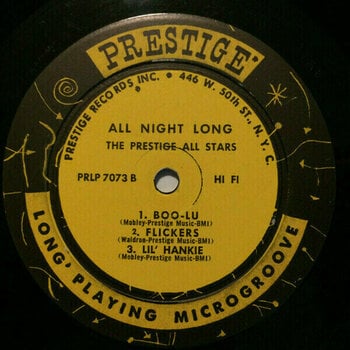 PRESTIGE
PRESTIGE RECORDS INC. • 446 W. 50th ST., N.Y.C.
ALL NIGHT LONG
THE PRESTIGE ALL STARS
PRLP 7073 B HI FI
1. BOO-LU
(Mobley-Prestige Music-BMI)
2. FLICKERS
(Waldron-Prestige Music-BMI)
3. LIL' HANKIE
(Mobley-Prestige Music-BMI)
LONG PLAYING MICROGROOVE